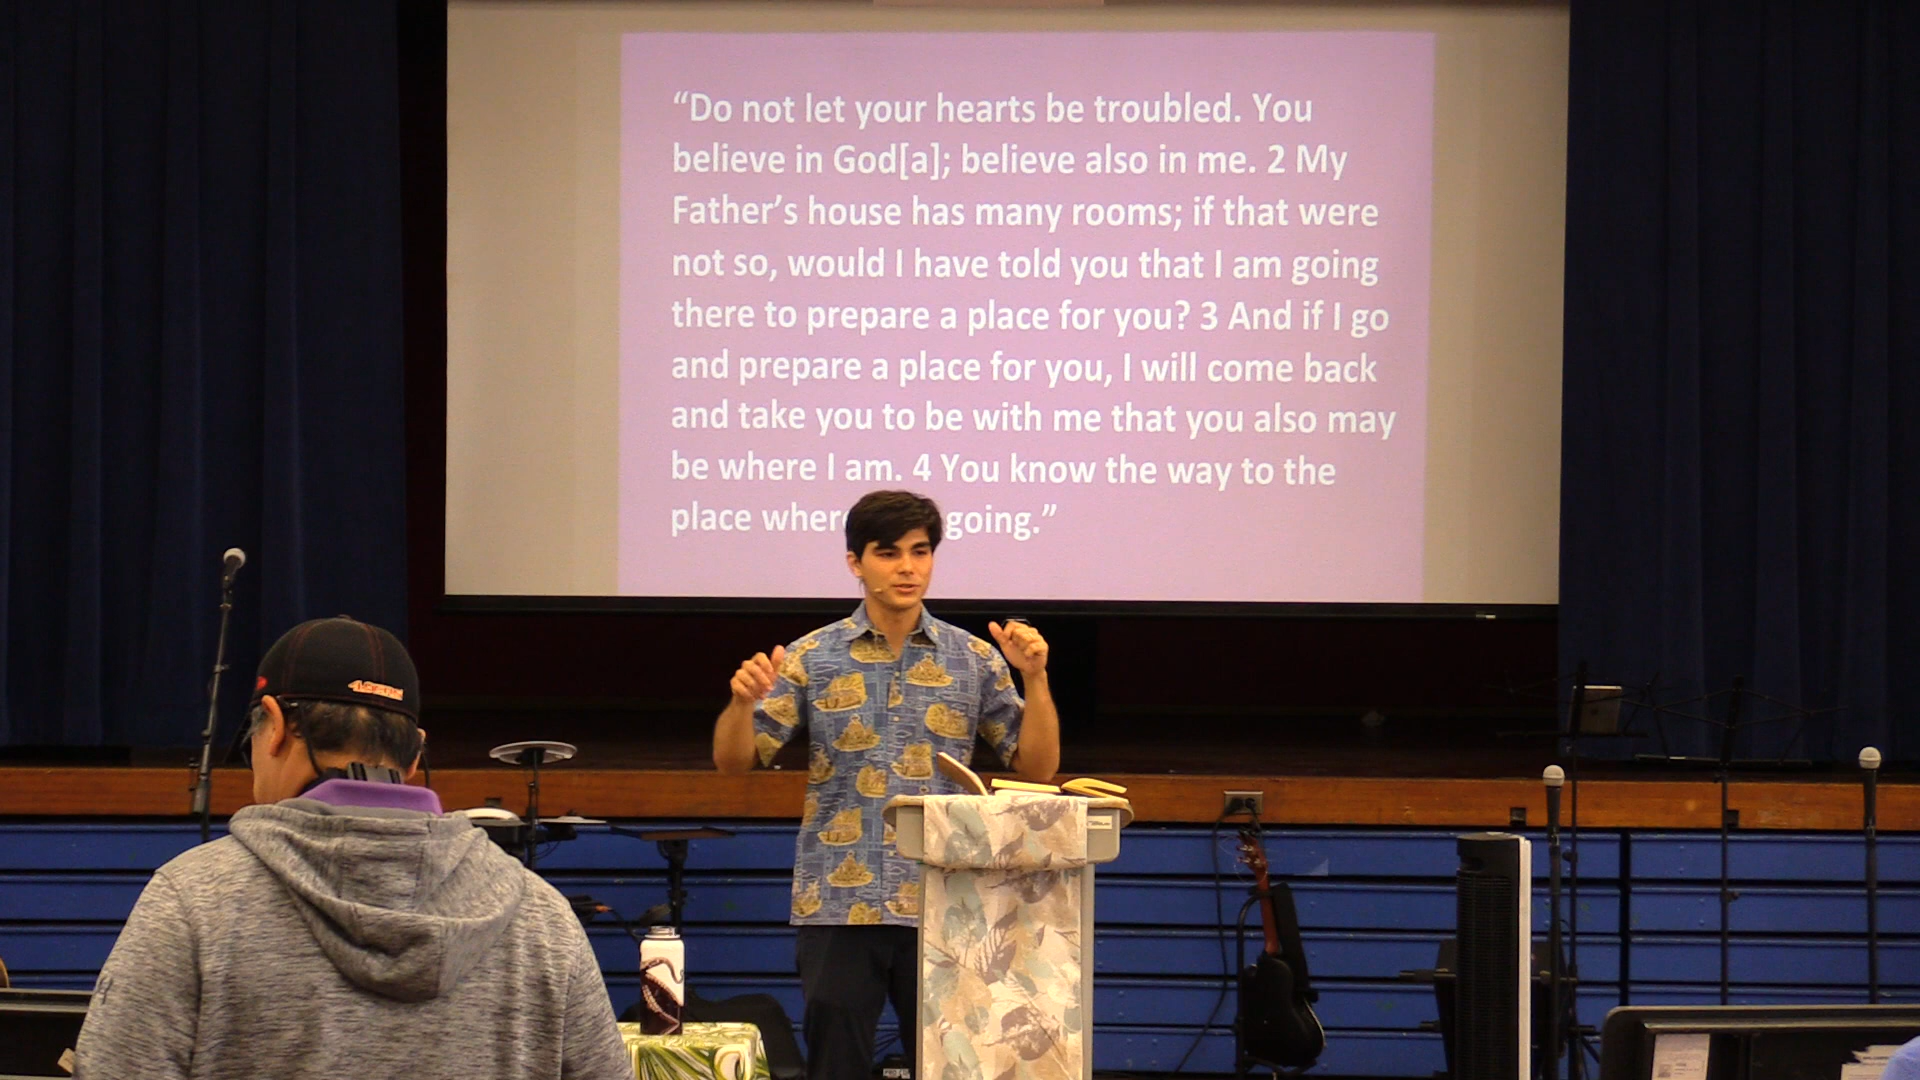 “Do not let your hearts be troubled. You
believe in God[a]; believe also in me. 2 My
Father’s house has many rooms; if that were
not so, would I have told you that I am going
there to prepare a place for you? 3 And if I go
and prepare a place for you, I will come back
and take you to be with me that you also may
be where I am. 4 You know the way to the
place where going.”